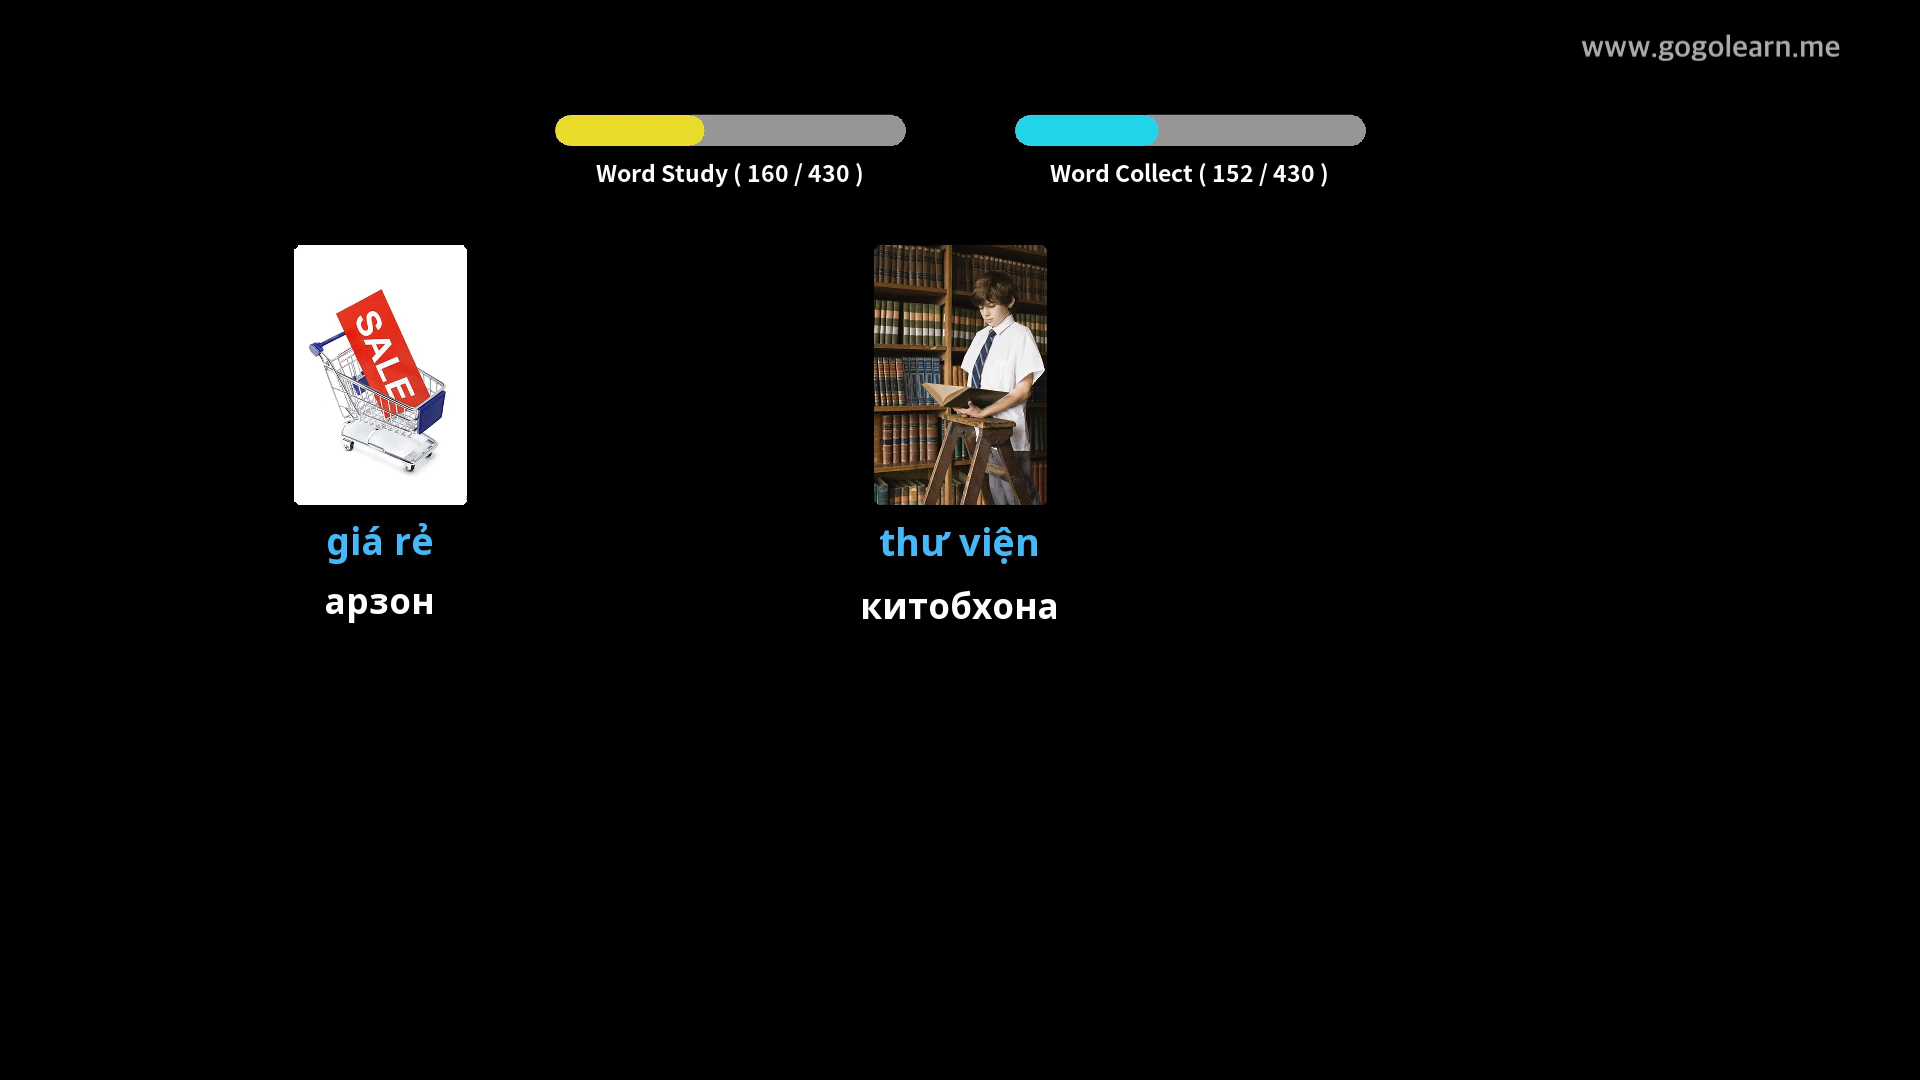 www.gogolearn.me
Word Study ( 160 / 430 )
Word Collect ( 152 / 430 )
SALE
giá rẻ
thư viện
арзон
китобхона